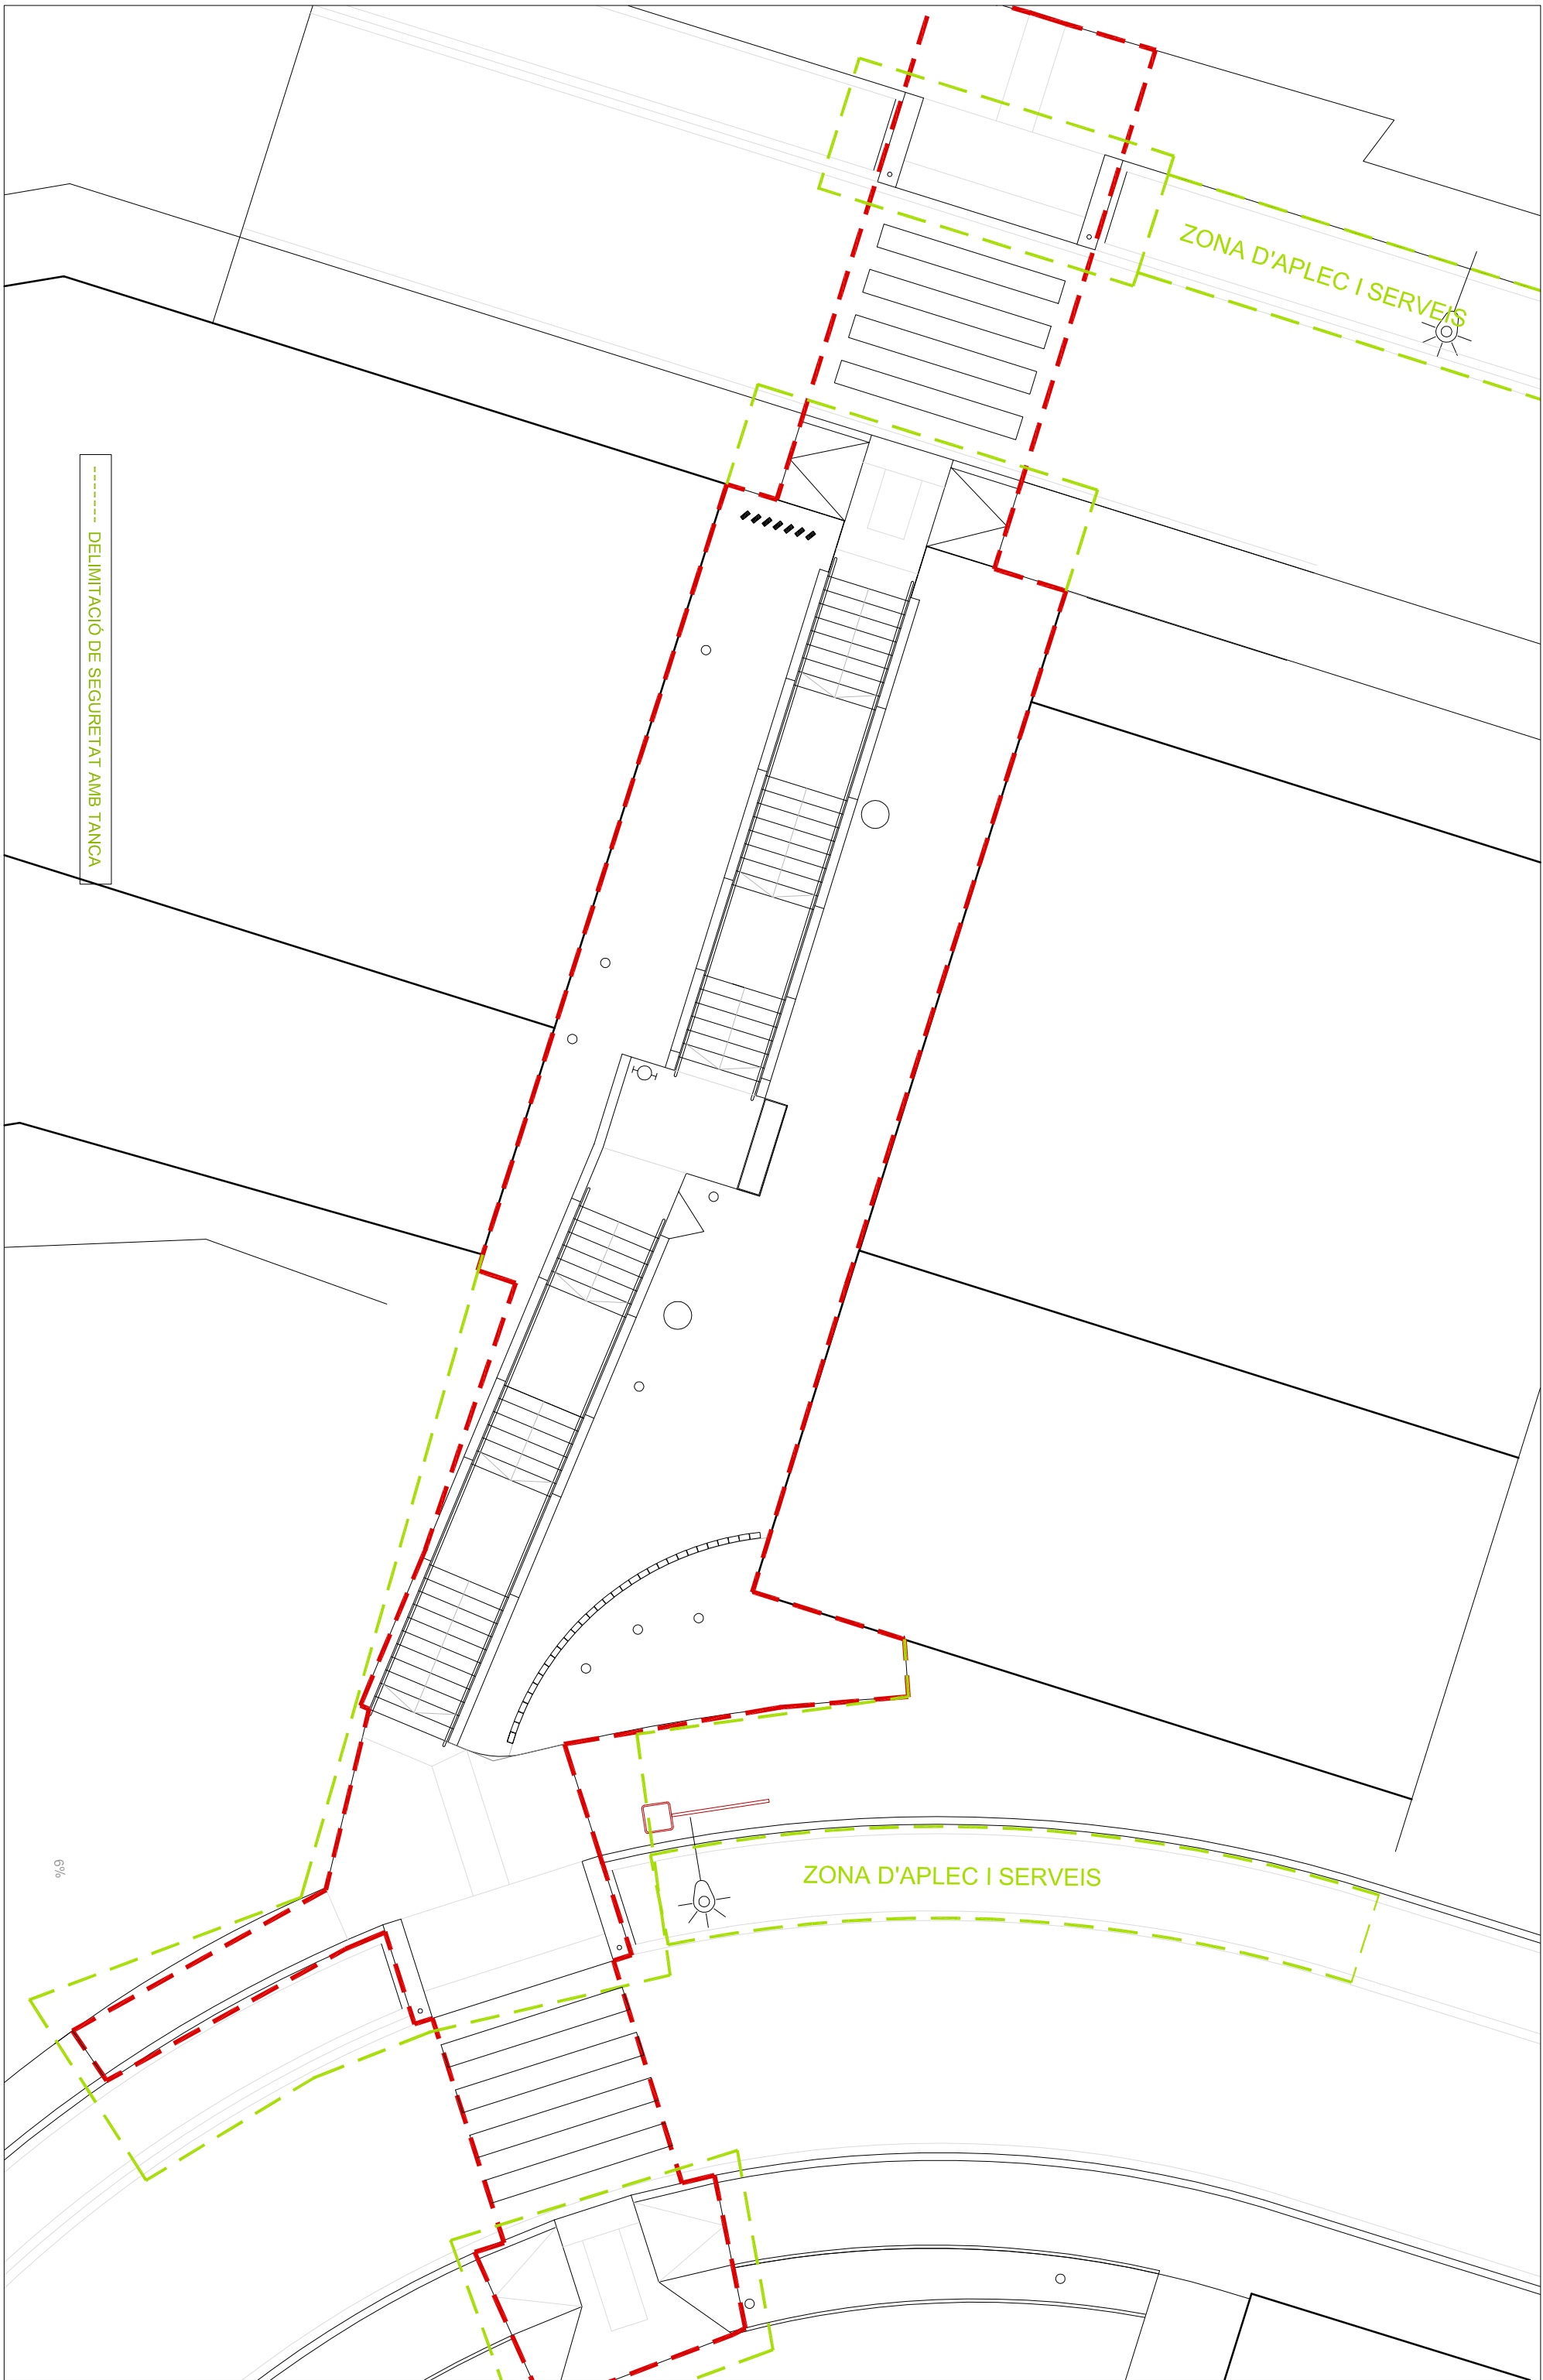 ZONA D'APLEC I SERVEIS
DELIMITACIÓ DE SEGURETAT AMB TANCA
ZONA D'APLEC I SERVEIS
6%